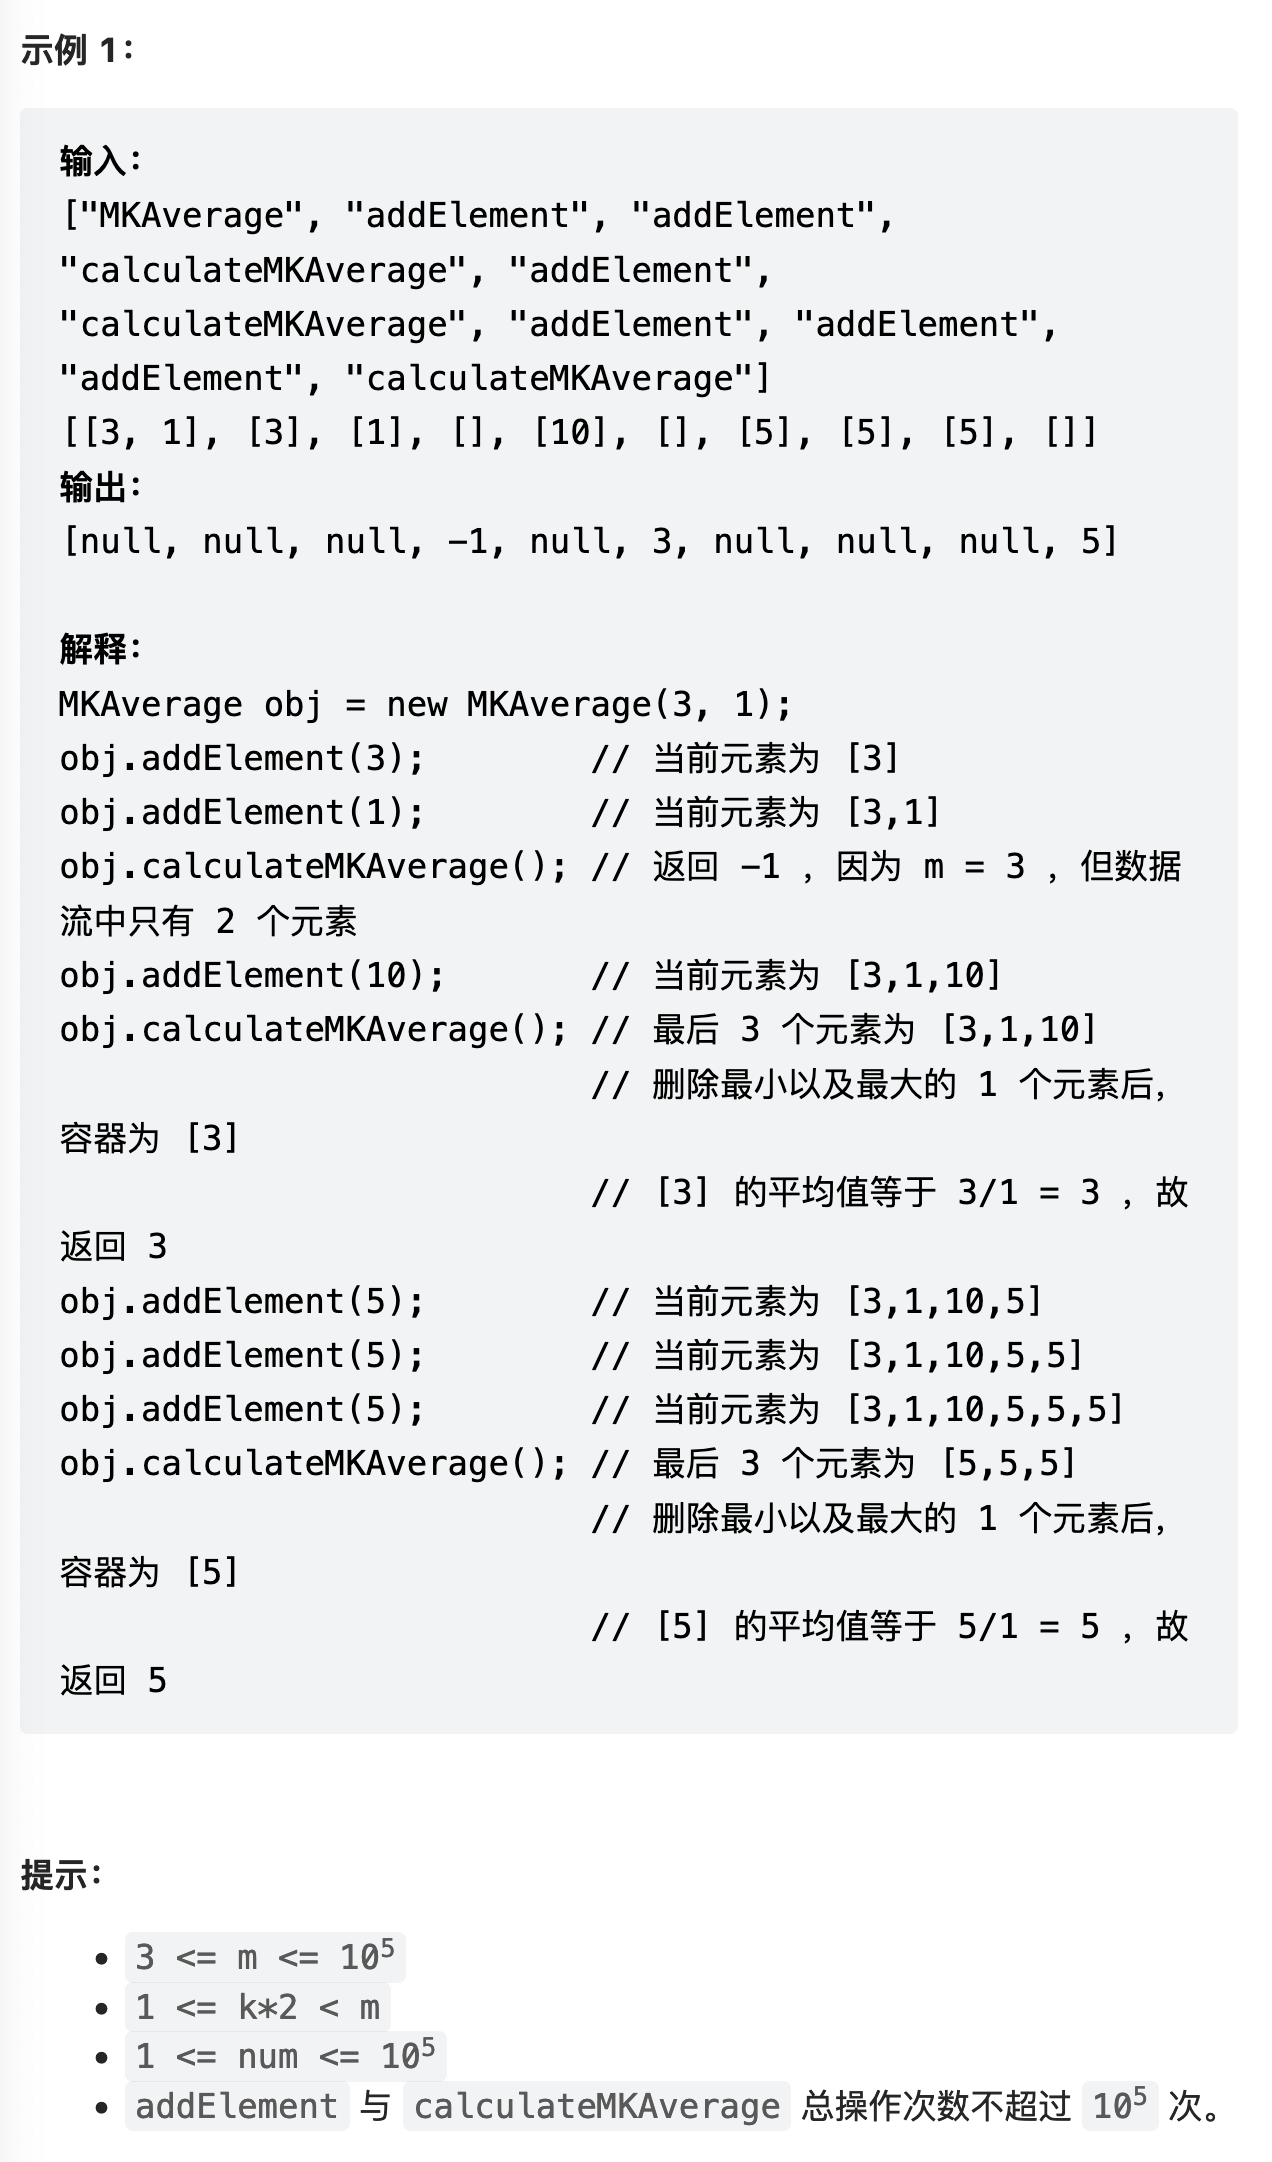 示例 1：
输入：
["MKAverage", "addElement", "addElement",
"calculateMKAverage", "addElement",
"calculateMKAverage", "addElement", "addElement",
"addElement", "calculateMKAverage"]
[[3, 1], [3], [1], [], [10], [], [5], [5], [5], []]
输出：
[null, null, null, -1, null, 3, null, null, null, 5]
解释：
MKAverage obj = new MKAverage(3, 1);
obj.addElement(3);        // 当前元素为 [3]
obj.addElement(1);        // 当前元素为 [3,1]
obj.calculateMKAverage(); // 返回 -1 ，因为 m = 3 ，但数据
流中只有 2 个元素
obj.addElement(10);       // 当前元素为 [3,1,10]
obj.calculateMKAverage(); // 最后 3 个元素为 [3,1,10]
// 删除最小以及最大的 1 个元素后，
容器为 [3]
// [3] 的平均值等于 3/1 = 3 ，故
返回 3
obj.addElement(5);        // 当前元素为 [3,1,10,5]
obj.addElement(5);        // 当前元素为 [3,1,10,5,5]
obj.addElement(5);        // 当前元素为 [3,1,10,5,5,5]
obj.calculateMKAverage(); // 最后 3 个元素为 [5,5,5]
// 删除最小以及最大的 1 个元素后，
容器为 [5]
// [5] 的平均值等于 5/1 = 5 ，故
返回 5
提示：
• 3 <= m <= 10⁵
• 1 <= k*2 < m
• 1 <= num <= 10⁵
• addElement 与 calculateMKAverage 总操作次数不超过 10⁵ 次。